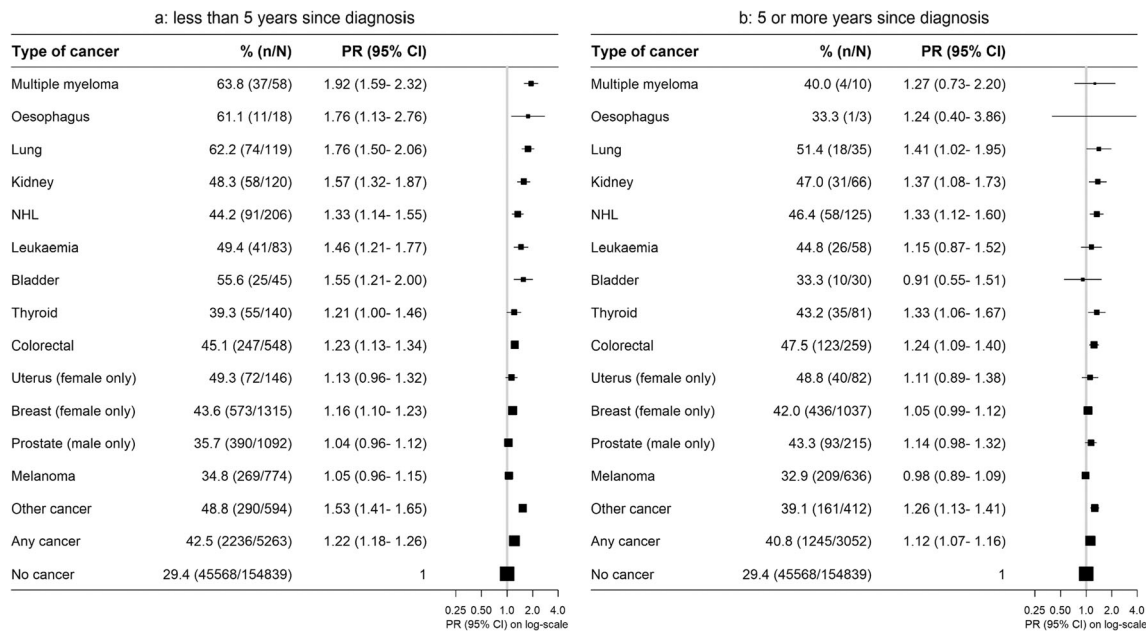 a: less than 5 years since diagnosis
Type of cancer % (n/N) PR (95% CI)
Multiple myeloma 63.8 (37/58) 1.92 (1.59- 2.32)
Oesophagus 61.1 (11/18) 1.76 (1.13- 2.76)
Lung 62.2 (74/119) 1.76 (1.50- 2.06)
Kidney 48.3 (58/120) 1.57 (1.32- 1.87)
NHL 44.2 (91/206) 1.33 (1.14- 1.55)
Leukaemia 49.4 (41/83) 1.46 (1.21- 1.77)
Bladder 55.6 (25/45) 1.55 (1.21- 2.00)
Thyroid 39.3 (55/140) 1.21 (1.00- 1.46)
Colorectal 45.1 (247/548) 1.23 (1.13- 1.34)
Uterus (female only) 49.3 (72/146) 1.13 (0.96- 1.32)
Breast (female only) 43.6 (573/1315) 1.16 (1.10- 1.23)
Prostate (male only) 35.7 (390/1092) 1.04 (0.96- 1.12)
Melanoma 34.8 (269/774) 1.05 (0.96- 1.15)
Other cancer 48.8 (290/594) 1.53 (1.41- 1.65)
Any cancer 42.5 (2236/5263) 1.22 (1.18- 1.26)
No cancer 29.4 (45568/154839) 1
0.25 0.50 1.0 2.0 4.0
PR (95% CI) on log-scale
b: 5 or more years since diagnosis
Type of cancer % (n/N) PR (95% CI)
Multiple myeloma 40.0 (4/10) 1.27 (0.73- 2.20)
Oesophagus 33.3 (1/3) 1.24 (0.40- 3.86)
Lung 51.4 (18/35) 1.41 (1.02- 1.95)
Kidney 47.0 (31/66) 1.37 (1.08- 1.73)
NHL 46.4 (58/125) 1.33 (1.12- 1.60)
Leukaemia 44.8 (26/58) 1.15 (0.87- 1.52)
Bladder 33.3 (10/30) 0.91 (0.55- 1.51)
Thyroid 43.2 (35/81) 1.33 (1.06- 1.67)
Colorectal 47.5 (123/259) 1.24 (1.09- 1.40)
Uterus (female only) 48.8 (40/82) 1.11 (0.89- 1.38)
Breast (female only) 42.0 (436/1037) 1.05 (0.99- 1.12)
Prostate (male only) 43.3 (93/215) 1.14 (0.98- 1.32)
Melanoma 32.9 (209/636) 0.98 (0.89- 1.09)
Other cancer 39.1 (161/412) 1.26 (1.13- 1.41)
Any cancer 40.8 (1245/3052) 1.12 (1.07- 1.16)
No cancer 29.4 (45568/154839) 1
0.25 0.50 1.0 2.0 4.0
PR (95% CI) on log-scale